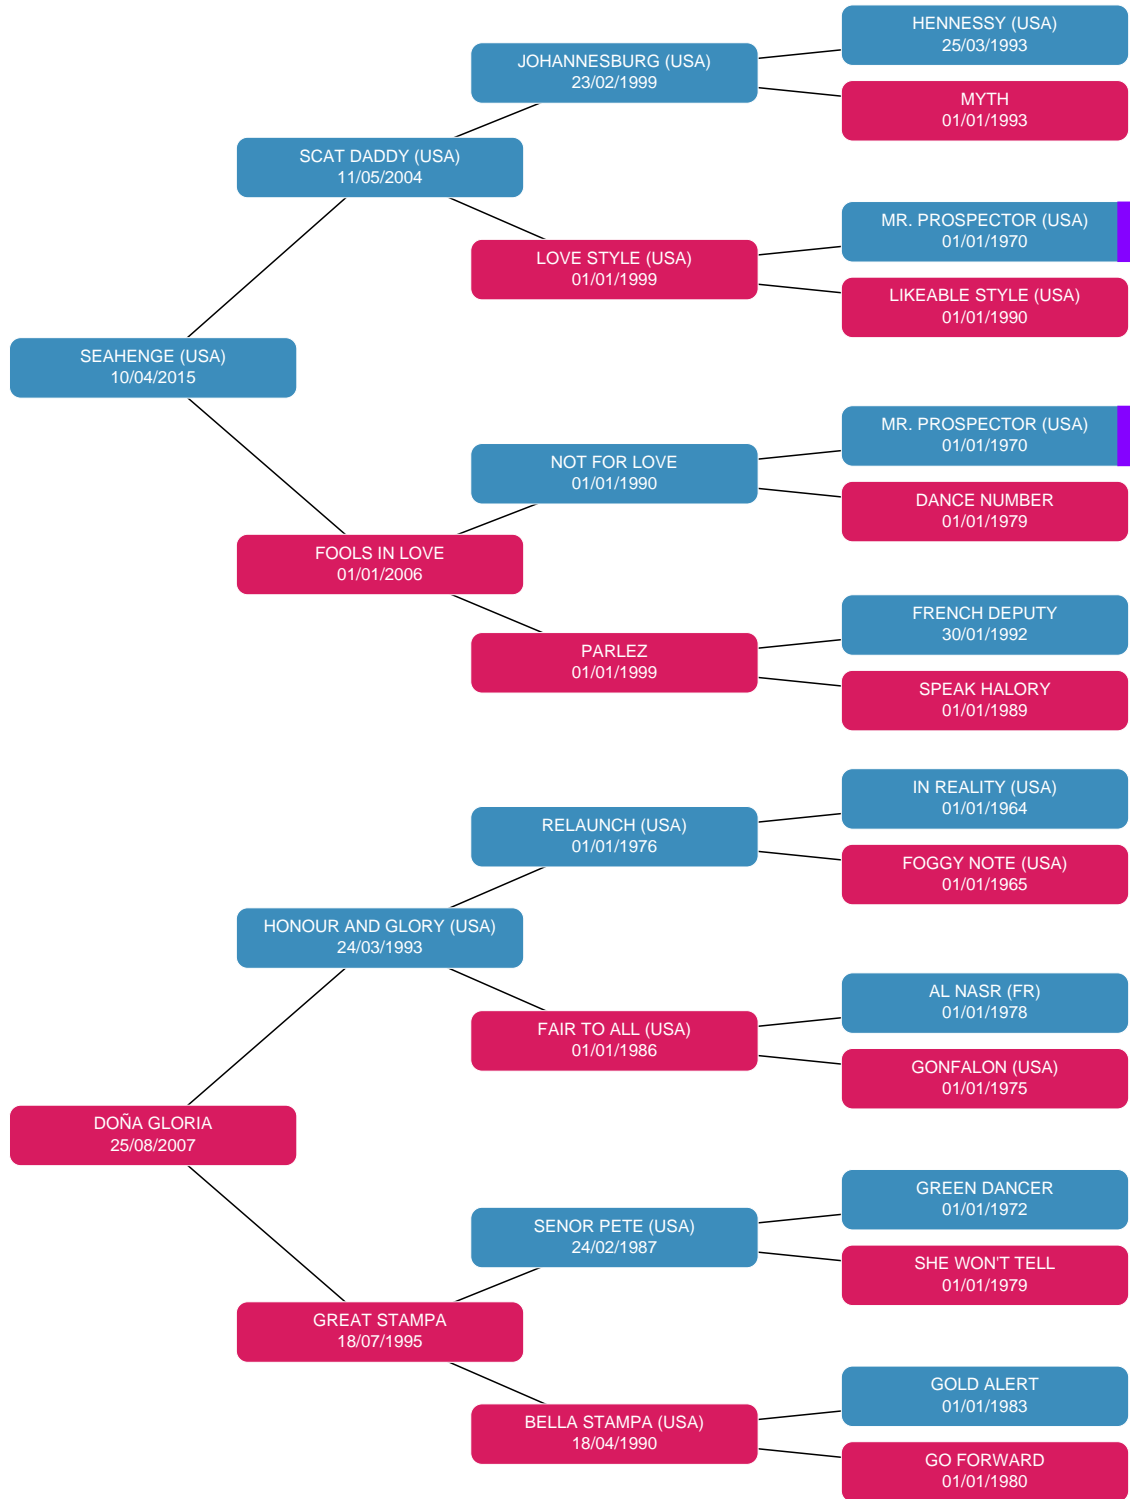 HENNESSY (USA)
25/03/1993
JOHANNESBURG (USA)
23/02/1999
MYTH
01/01/1993
SCAT DADDY (USA)
11/05/2004
MR. PROSPECTOR (USA)
01/01/1970
LOVE STYLE (USA)
01/01/1999
LIKEABLE STYLE (USA)
01/01/1990
SEAHENGE (USA)
10/04/2015
MR. PROSPECTOR (USA)
01/01/1970
NOT FOR LOVE
01/01/1990
DANCE NUMBER
01/01/1979
FOOLS IN LOVE
01/01/2006
FRENCH DEPUTY
30/01/1992
PARLEZ
01/01/1999
SPEAK HALORY
01/01/1989
IN REALITY (USA)
01/01/1964
RELAUNCH (USA)
01/01/1976
FOGGY NOTE (USA)
01/01/1965
HONOUR AND GLORY (USA)
24/03/1993
AL NASR (FR)
01/01/1978
FAIR TO ALL (USA)
01/01/1986
GONFALON (USA)
01/01/1975
DOÑA GLORIA
25/08/2007
GREEN DANCER
01/01/1972
SENOR PETE (USA)
24/02/1987
SHE WON'T TELL
01/01/1979
GREAT STAMPA
18/07/1995
GOLD ALERT
01/01/1983
BELLA STAMPA (USA)
18/04/1990
GO FORWARD
01/01/1980